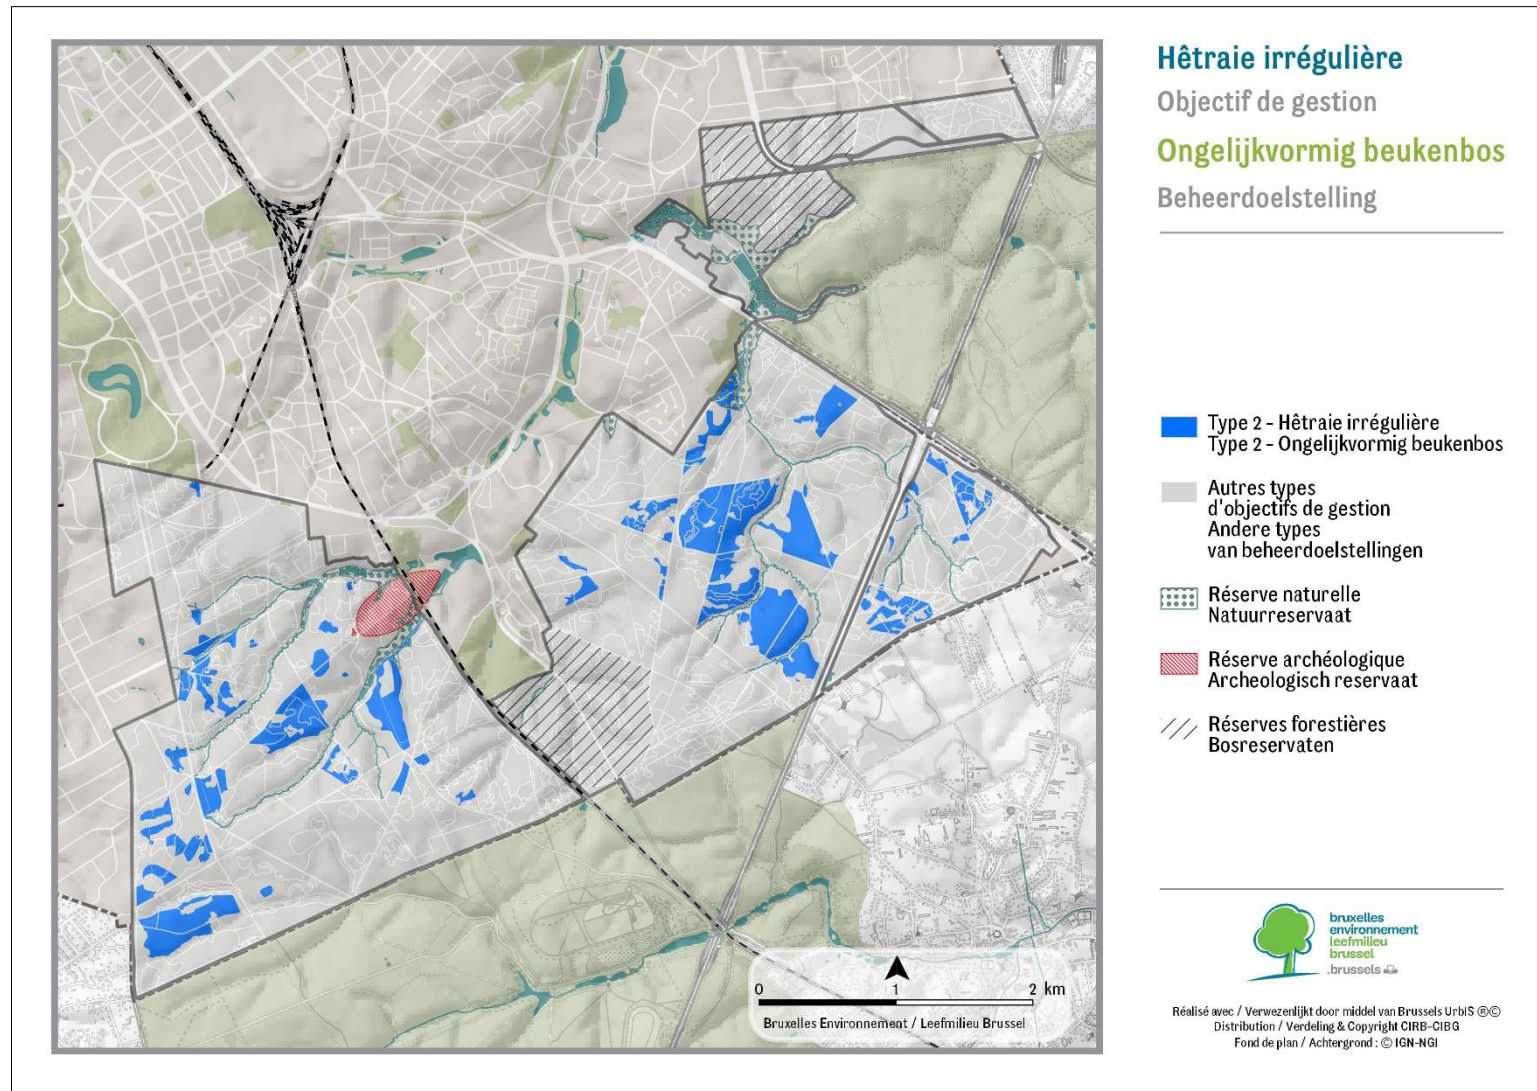 Hêtraie irrégulière
Objectif de gestion
Ongelijkvormig beukenbos
Beheerdoelstelling
Type 2 - Hêtraie irrégulière
Type 2 - Ongelijkvormig beukenbos
Autres types
d'objectifs de gestion
Andere types
van beheerdoelstellingen
Réserve naturelle
Natuurreservaat
Réserve archéologique
Archeologisch reservaat
Réserves forestières
Bosreservaten
0 1 2 km
Bruxelles Environnement / Leefmilieu Brussel
bruxelles
environnement
leefmilieu
brussel
.brussels
Réalisé avec / Verwezenlijkt door middel van Brussels UrbIS ®©
Distribution / Verdeling & Copyright CIRB-CIBG
Fond de plan / Achtergrond : © IGN-NGI